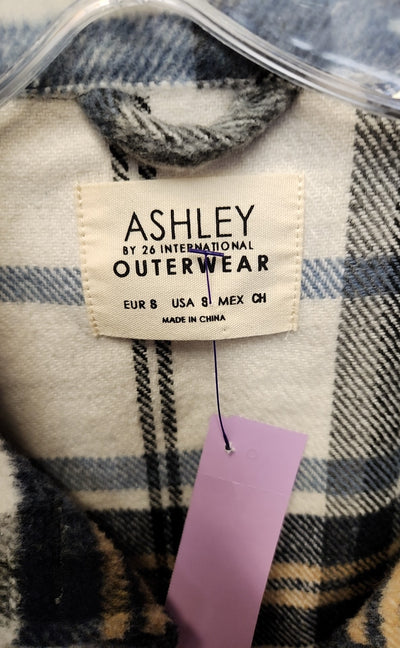 ASHLEY
BY 26 INTERNATIONAL
OUTERWEAR
EUR S USA S MEX CH
MADE IN CHINA